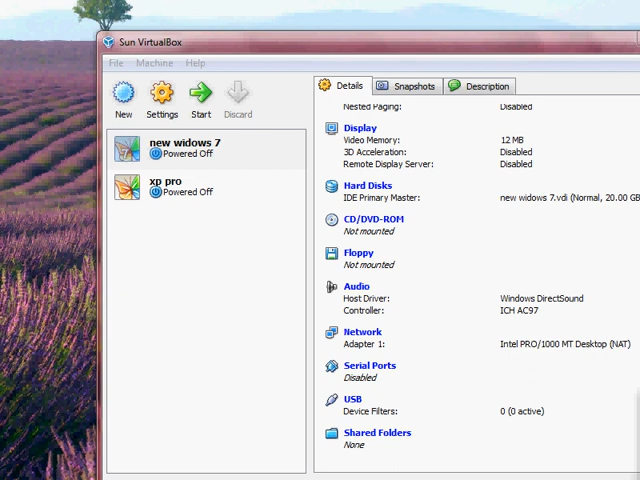 Sun VirtualBox
File Machine Help
New Settings Start Discard
new widows 7
Powered Off
xp pro
Powered Off
Details Snapshots Description
Nested Paging: Disabled
Display
Video Memory: 12 MB
3D Acceleration: Disabled
Remote Display Server: Disabled
Hard Disks
IDE Primary Master: new widows 7.vdi (Normal, 20.00 GB
CD/DVD-ROM
Not mounted
Floppy
Not mounted
Audio
Host Driver: Windows DirectSound
Controller: ICH AC97
Network
Adapter 1: Intel PRO/1000 MT Desktop (NAT)
Serial Ports
Disabled
USB
Device Filters: 0 (0 active)
Shared Folders
None